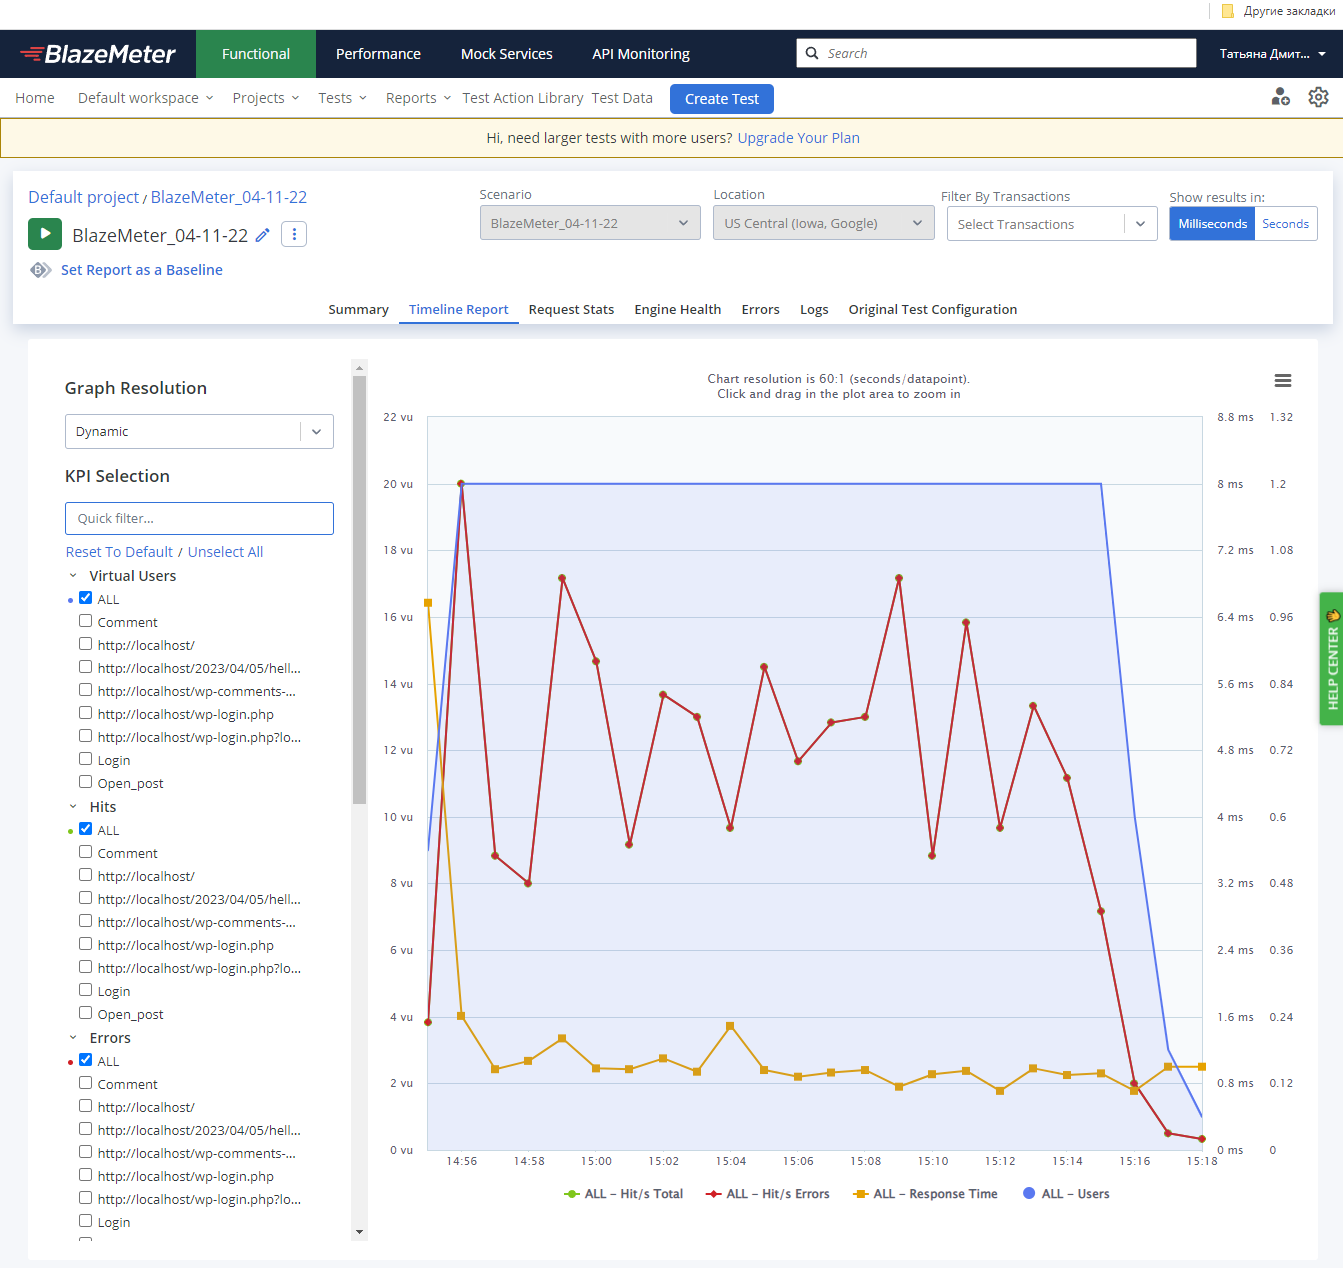 Другие закладки
BlazeMeter
Functional
Performance
Mock Services
API Monitoring
Search
Татьяна Дмит...
Home
Default workspace
Projects
Tests
Reports
Test Action Library
Test Data
Create Test
Hi, need larger tests with more users? Upgrade Your Plan
Default project / BlazeMeter_04-11-22
BlazeMeter_04-11-22
Set Report as a Baseline
Scenario
BlazeMeter_04-11-22
Location
US Central (Iowa, Google)
Filter By Transactions
Select Transactions
Show results in:
Milliseconds
Seconds
Summary
Timeline Report
Request Stats
Engine Health
Errors
Logs
Original Test Configuration
Graph Resolution
Dynamic
KPI Selection
Quick filter...
Reset To Default / Unselect All
Virtual Users
ALL
Comment
http://localhost/
http://localhost/2023/04/05/hell...
http://localhost/wp-comments-...
http://localhost/wp-login.php
http://localhost/wp-login.php?lo...
Login
Open_post
Hits
ALL
Comment
http://localhost/
http://localhost/2023/04/05/hell...
http://localhost/wp-comments-...
http://localhost/wp-login.php
http://localhost/wp-login.php?lo...
Login
Open_post
Errors
ALL
Comment
http://localhost/
http://localhost/2023/04/05/hell...
http://localhost/wp-comments-...
http://localhost/wp-login.php
http://localhost/wp-login.php?lo...
Login
Chart resolution is 60:1 (seconds/datapoint).
Click and drag in the plot area to zoom in
22 vu
20 vu
18 vu
16 vu
14 vu
12 vu
10 vu
8 vu
6 vu
4 vu
2 vu
0 vu
8.8 ms 1.32
8 ms 1.2
7.2 ms 1.08
6.4 ms 0.96
5.6 ms 0.84
4.8 ms 0.72
4 ms 0.6
3.2 ms 0.48
2.4 ms 0.36
1.6 ms 0.24
0.8 ms 0.12
0 ms 0
14:56 14:58 15:00 15:02 15:04 15:06 15:08 15:10 15:12 15:14 15:16 15:18
ALL – Hit/s Total
ALL – Hit/s Errors
ALL – Response Time
ALL – Users
HELP CENTER